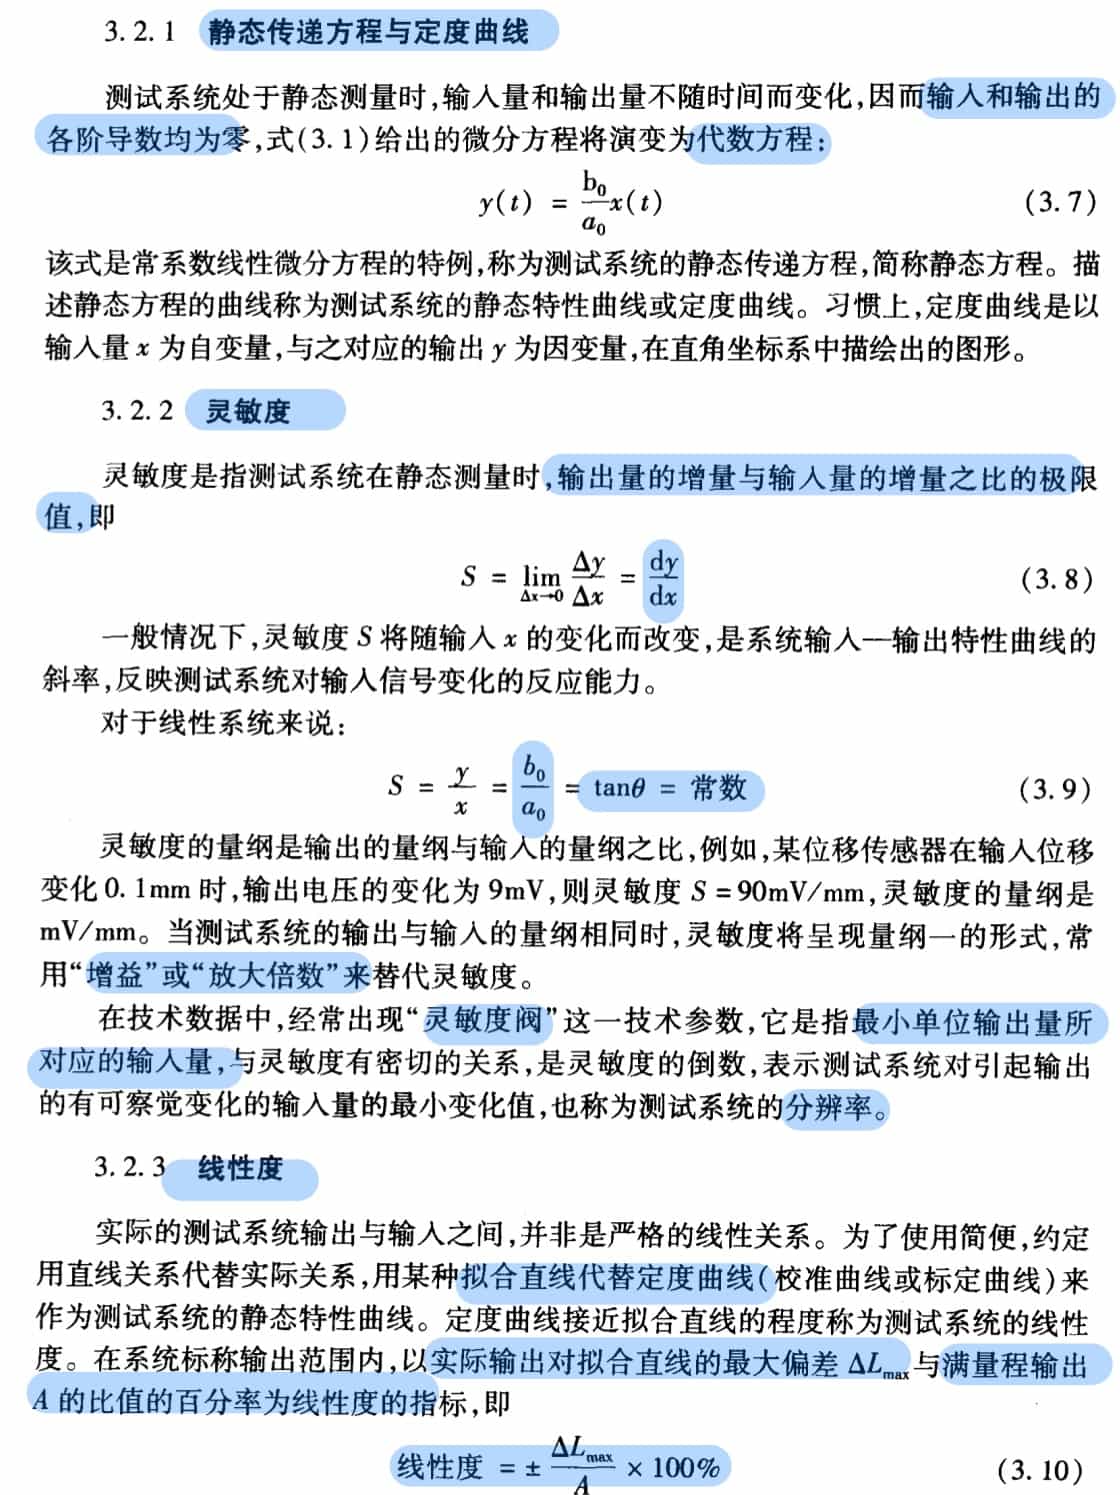 3.2.1 静态传递方程与定度曲线
测试系统处于静态测量时,输入量和输出量不随时间而变化,因而输入和输出的
各阶导数均为零,式(3.1)给出的微分方程将演变为代数方程:
y(t) = b₀/a₀ x(t) (3.7)
该式是常系数线性微分方程的特例,称为测试系统的静态传递方程,简称静态方程。描
述静态方程的曲线称为测试系统的静态特性曲线或定度曲线。习惯上,定度曲线是以
输入量 x 为自变量,与之对应的输出 y 为因变量,在直角坐标系中描绘出的图形。
3.2.2 灵敏度
灵敏度是指测试系统在静态测量时,输出量的增量与输入量的增量之比的极限
值,即
S = lim Δx→0 Δy/Δx = dy/dx (3.8)
一般情况下,灵敏度 S 将随输入 x 的变化而改变,是系统输入—输出特性曲线的
斜率,反映测试系统对输入信号变化的反应能力。
对于线性系统来说:
S = y/x = b₀/a₀ = tanθ = 常数 (3.9)
灵敏度的量纲是输出的量纲与输入的量纲之比,例如,某位移传感器在输入位移
变化0.1mm时,输出电压的变化为9mV,则灵敏度 S=90mV/mm,灵敏度的量纲是
mV/mm。当测试系统的输出与输入的量纲相同时,灵敏度将呈现量纲一的形式,常
用“增益”或“放大倍数”来替代灵敏度。
在技术数据中,经常出现“灵敏度阀”这一技术参数,它是指最小单位输出量所
对应的输入量,与灵敏度有密切的关系,是灵敏度的倒数,表示测试系统对引起输出
的有可察觉变化的输入量的最小变化值,也称为测试系统的分辨率。
3.2.3 线性度
实际的测试系统输出与输入之间,并非是严格的线性关系。为了使用简便,约定
用直线关系代替实际关系,用某种拟合直线代替定度曲线(校准曲线或标定曲线)来
作为测试系统的静态特性曲线。定度曲线接近拟合直线的程度称为测试系统的线性
度。在系统标称输出范围内,以实际输出对拟合直线的最大偏差 ΔLmax与满量程输出
A 的比值的百分率为线性度的指标,即
线性度 = ± ΔLmax/A × 100% (3.10)